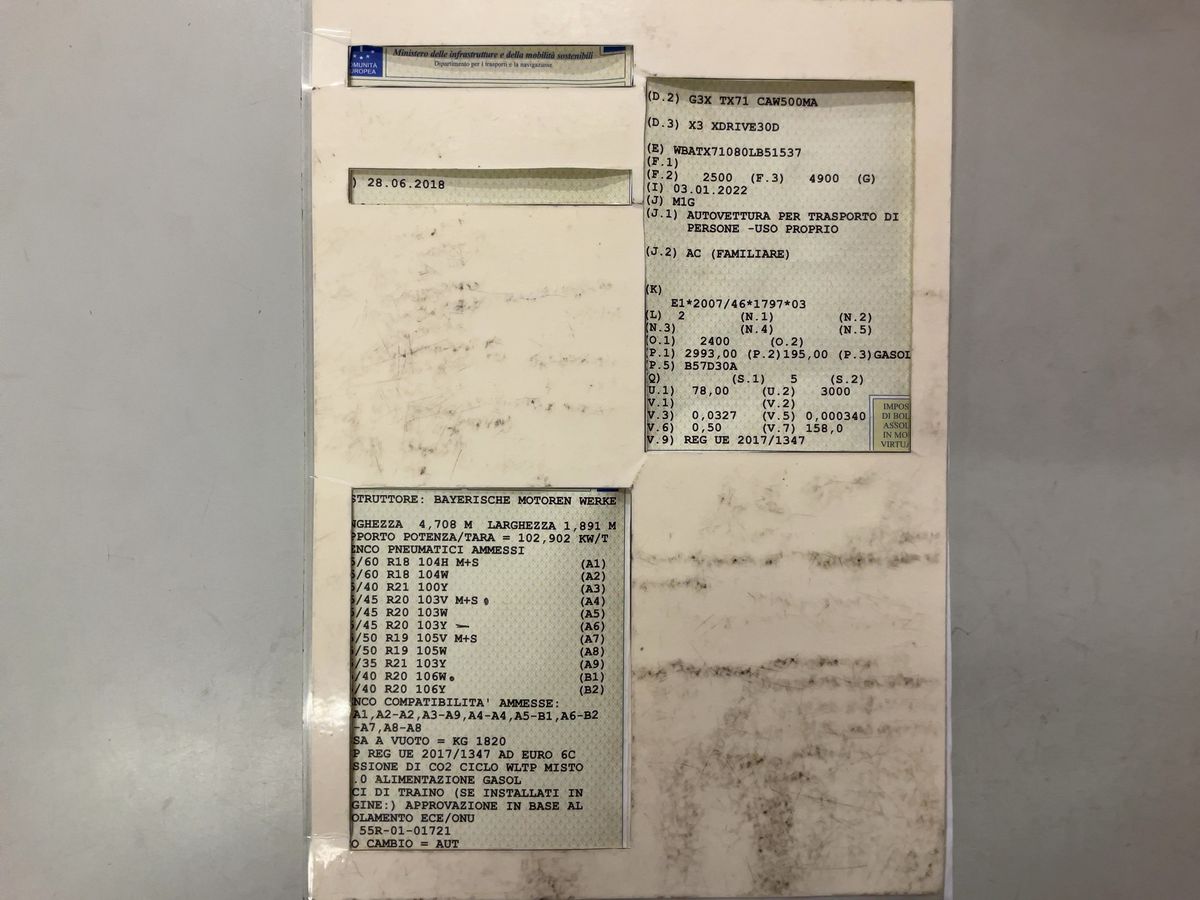 OMUNITÀ
UROPEA
Ministero delle infrastrutture e della mobilità sostenibili
Dipartimento per i trasporti e la navigazione
) 28.06.2018
(D.2) G3X TX71 CAW500MA
(D.3) X3 XDRIVE30D
(E) WBATX71080LB51537
(F.1)
(F.2) 2500 (F.3) 4900 (G)
(I) 03.01.2022
(J) M1G
(J.1) AUTOVETTURA PER TRASPORTO DI
PERSONE -USO PROPRIO
(J.2) AC (FAMILIARE)
(K)
E1*2007/46*1797*03
(L) 2 (N.1) (N.2)
(N.3) (N.4) (N.5)
(O.1) 2400 (O.2)
(P.1) 2993,00 (P.2)195,00 (P.3)GASOL
(P.5) B57D30A
Q) (S.1) 5 (S.2)
U.1) 78,00 (U.2) 3000
V.1) (V.2)
V.3) 0,0327 (V.5) 0,000340
V.6) 0,50 (V.7) 158,0
V.9) REG UE 2017/1347
IMPOS
DI BOL
ASSOL
IN MO
VIRTUA
STRUTTORE: BAYERISCHE MOTOREN WERKE
NGHEZZA 4,708 M LARGHEZZA 1,891 M
PPORTO POTENZA/TARA = 102,902 KW/T
ENCO PNEUMATICI AMMESSI
/60 R18 104H M+S (A1)
/60 R18 104W (A2)
/40 R21 100Y (A3)
/45 R20 103V M+S (A4)
/45 R20 103W (A5)
/45 R20 103Y (A6)
/50 R19 105V M+S (A7)
/50 R19 105W (A8)
/35 R21 103Y (A9)
/40 R20 106W (B1)
/40 R20 106Y (B2)
NCO COMPATIBILITA' AMMESSE:
A1,A2-A2,A3-A9,A4-A4,A5-B1,A6-B2
-A7,A8-A8
SA A VUOTO = KG 1820
P REG UE 2017/1347 AD EURO 6C
SSIONE DI CO2 CICLO WLTP MISTO
.0 ALIMENTAZIONE GASOL
CI DI TRAINO (SE INSTALLATI IN
GINE:) APPROVAZIONE IN BASE AL
OLAMENTO ECE/ONU
55R-01-01721
O CAMBIO = AUT